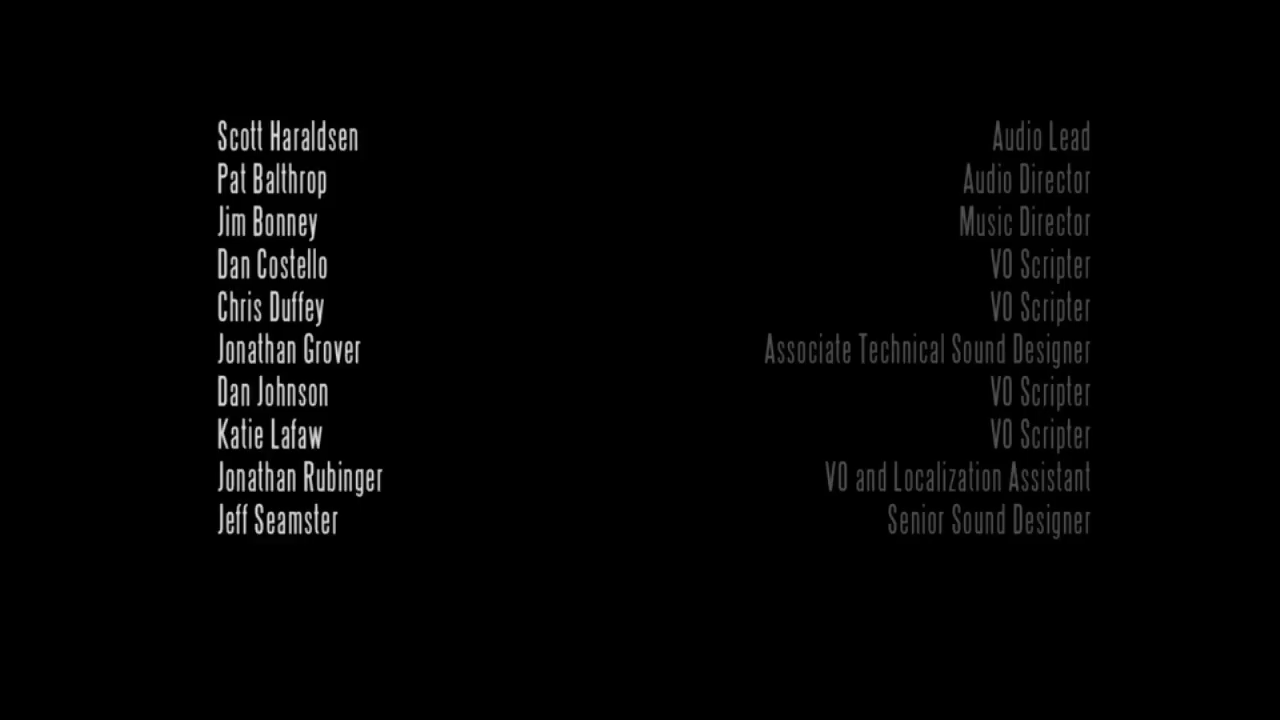 Scott Haraldsen Audio Lead
Pat Balthrop Audio Director
Jim Bonney Music Director
Dan Costello VO Scripter
Chris Duffey VO Scripter
Jonathan Grover Associate Technical Sound Designer
Dan Johnson VO Scripter
Katie Lafaw VO Scripter
Jonathan Rubinger VO and Localization Assistant
Jeff Seamster Senior Sound Designer